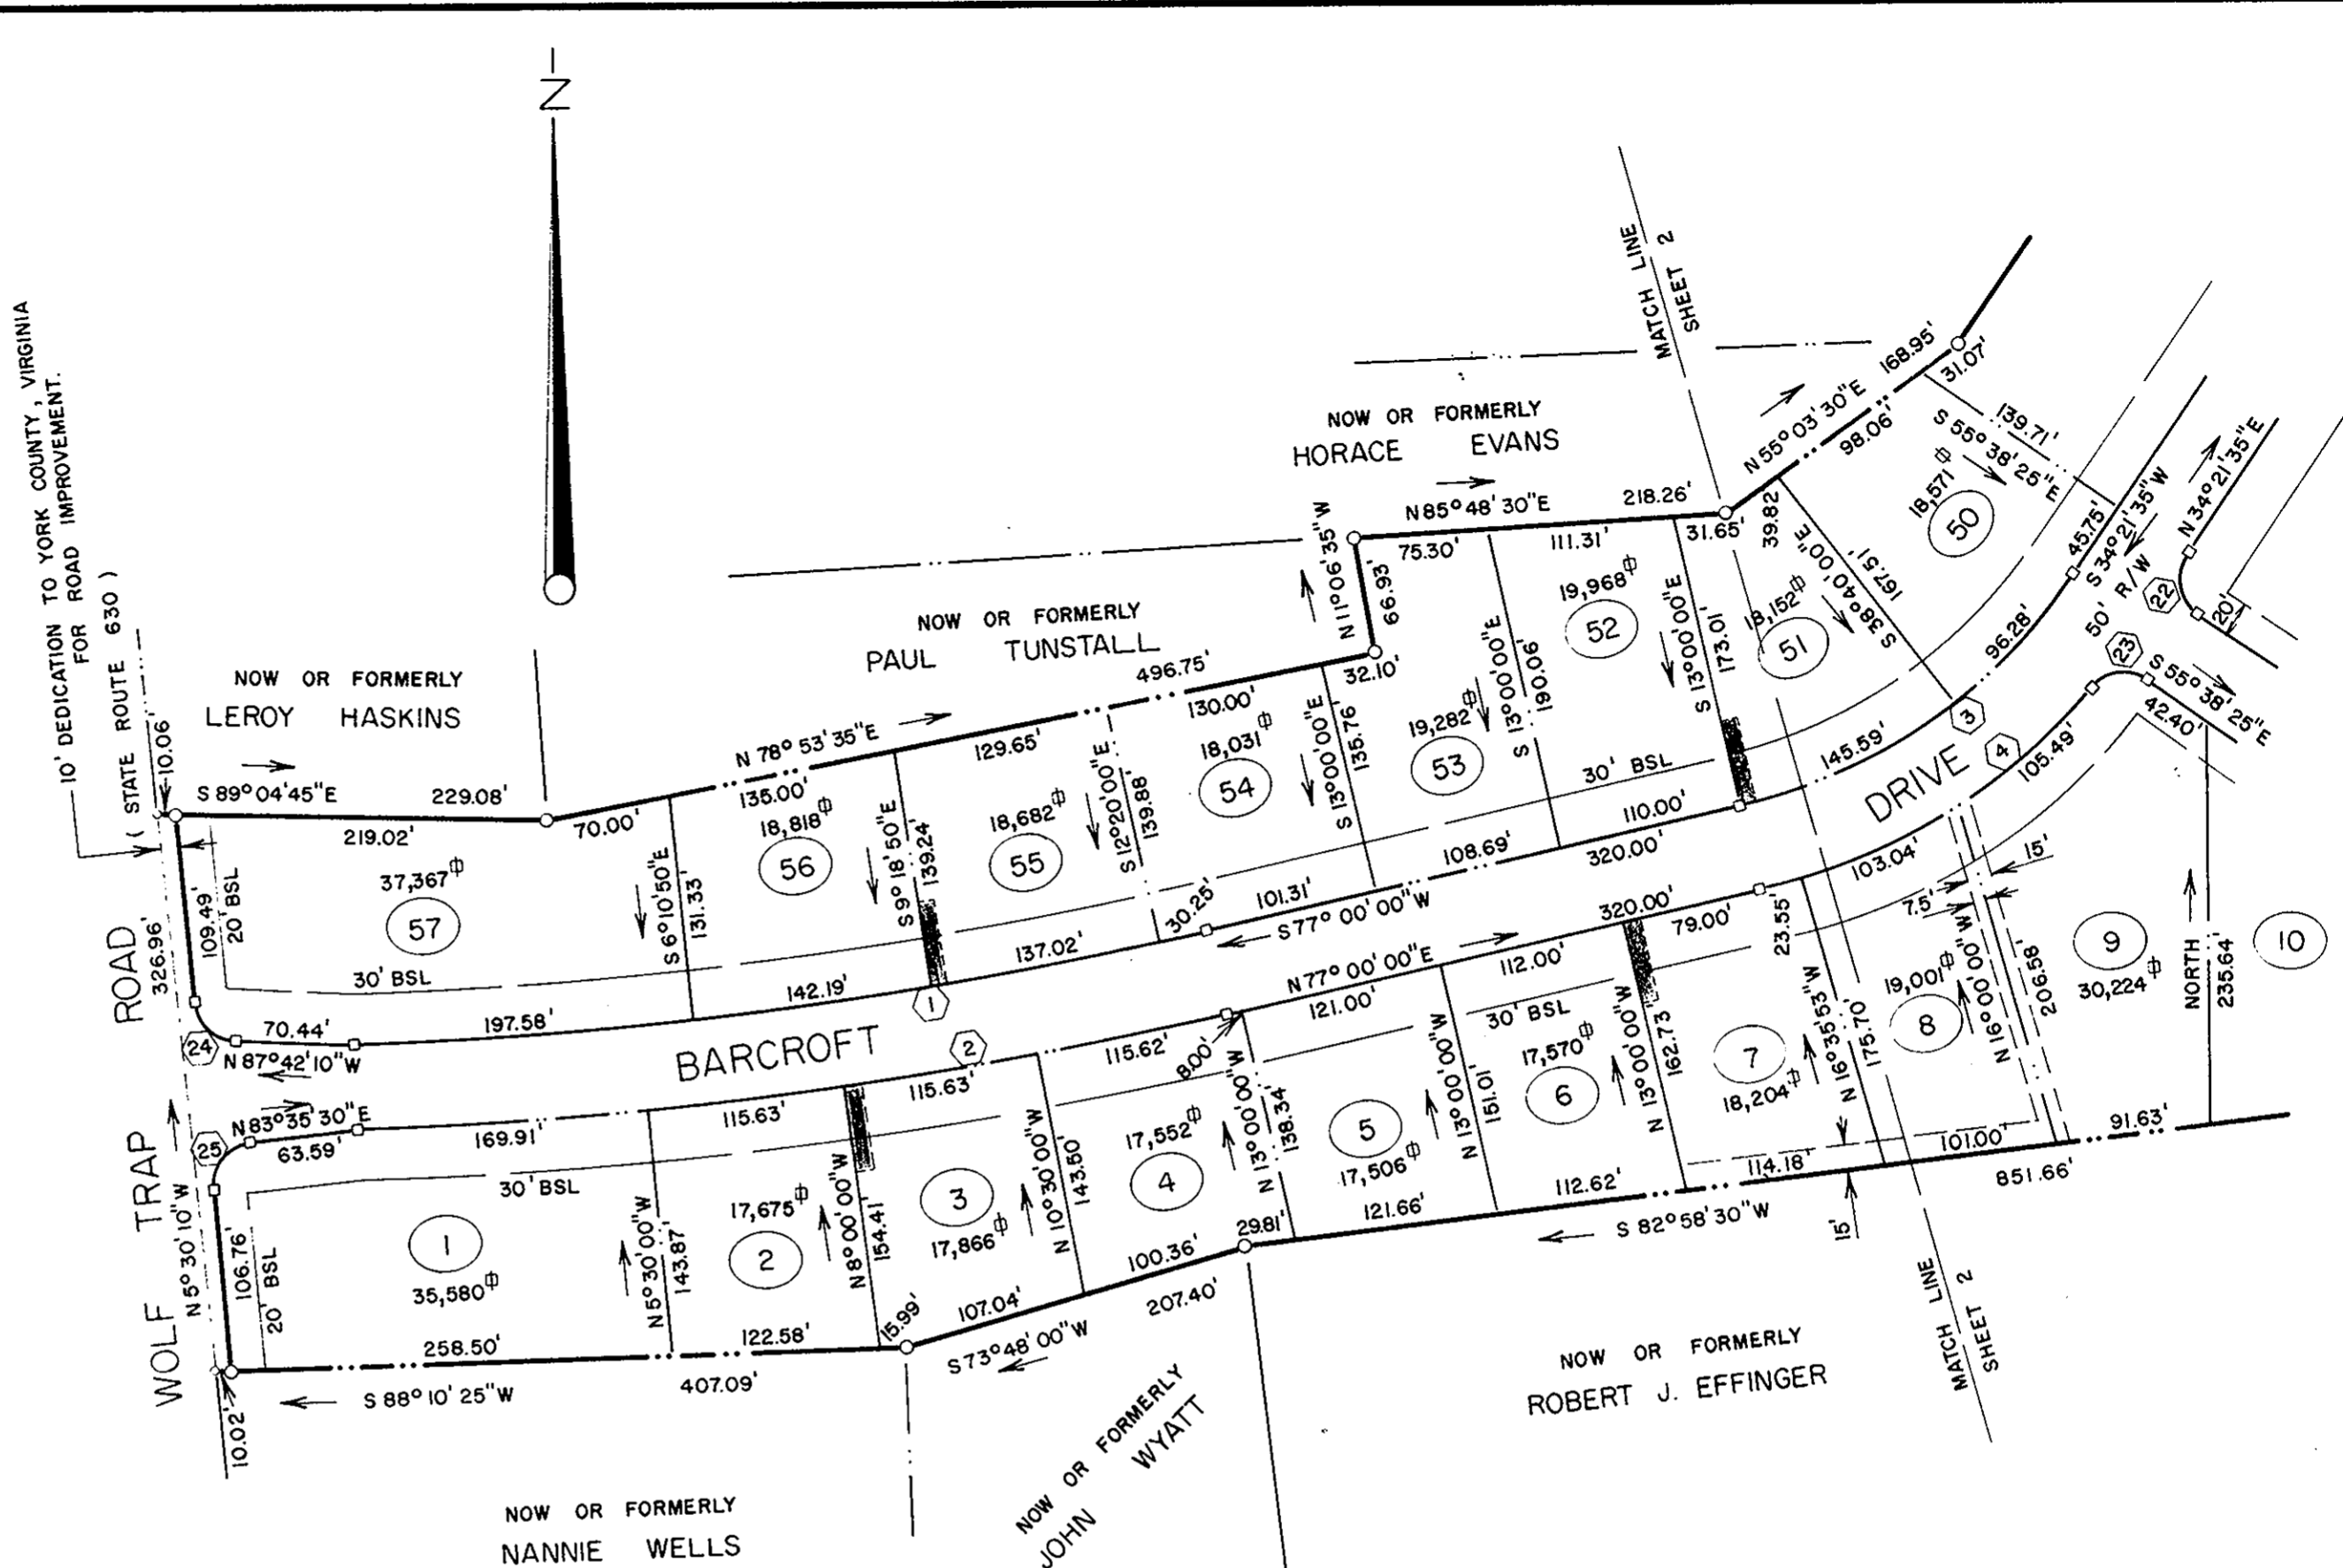 N
10' DEDICATION TO YORK COUNTY, VIRGINIA
FOR ROAD IMPROVEMENT.
( STATE ROUTE 630 )
WOLF TRAP ROAD
326.96'
N5°30'10"W
10.06'
NOW OR FORMERLY
LEROY HASKINS
S 89°04'45"E
229.08'
219.02'
109.49'
20' BSL
37,367
57
30' BSL
70.44'
24
N 87°42'10"W
197.58'
NOW OR FORMERLY
PAUL TUNSTALL
496.75'
N 78°53'35"E
70.00'
S 6°10'50"E
131.33'
135.00'
18,818
56
142.19'
S 9°18'50"E
139.24'
129.65'
18,682
55
137.02'
1
S 12°20'00"E
139.88'
130.00'
18,031
54
30.25'
101.31'
S 13°00'00"E
135.76'
32.10'
N 11°06'35"W
66.93'
NOW OR FORMERLY
HORACE EVANS
N 85°48'30"E
218.26'
75.30'
19,282
53
108.69'
S 13°00'00"E
190.06'
111.31'
19,968
52
30' BSL
110.00'
320.00'
S 77°00'00"W
S 13°00'00"E
173.01'
31.65'
39.82
18,152
51
145.59'
MATCH LINE
SHEET 2
N 55°03'30"E
168.95'
98.06'
31.07'
S 38°40'00"E
167.51'
139.71'
S 55°38'25"E
18,571
50
96.28'
45.75'
S 34°21'35"W
50' R/W
N 34°21'35"E
22
20'
23
S 55°38'25"E
42.40'
3
4
BARCROFT DRIVE
105.49'
103.04'
25
N 83°35'30"E
63.59'
106.76'
20' BSL
10.02'
169.91'
30' BSL
1
35,580
258.50'
N 5°30'00"W
143.87'
115.63'
17,675
2
122.58'
S 88°10'25"W
407.09'
N 8°00'00"W
154.41'
2
115.63'
3
17,866
15.99'
107.04'
N 10°30'00"W
143.50'
115.62'
8.00'
17,552
4
100.36'
207.40'
S 73°48'00"W
29.81'
N 13°00'00"W
138.34'
N 77°00'00"E
121.00'
5
17,506
121.66'
N 13°00'00"W
151.01'
112.00'
30' BSL
17,570
6
112.62'
320.00'
N 13°00'00"W
162.73'
79.00'
23.55'
7
18,204
114.18'
15'
N 16°35'53"W
175.70'
19,001
8
101.00'
7.5'
15'
N 16°00'00"W
206.58'
9
30,224
91.63'
NORTH
235.64'
10
851.66'
S 82°58'30"W
MATCH LINE
SHEET 2
NOW OR FORMERLY
ROBERT J. EFFINGER
NOW OR FORMERLY
JOHN WYATT
NOW OR FORMERLY
NANNIE WELLS